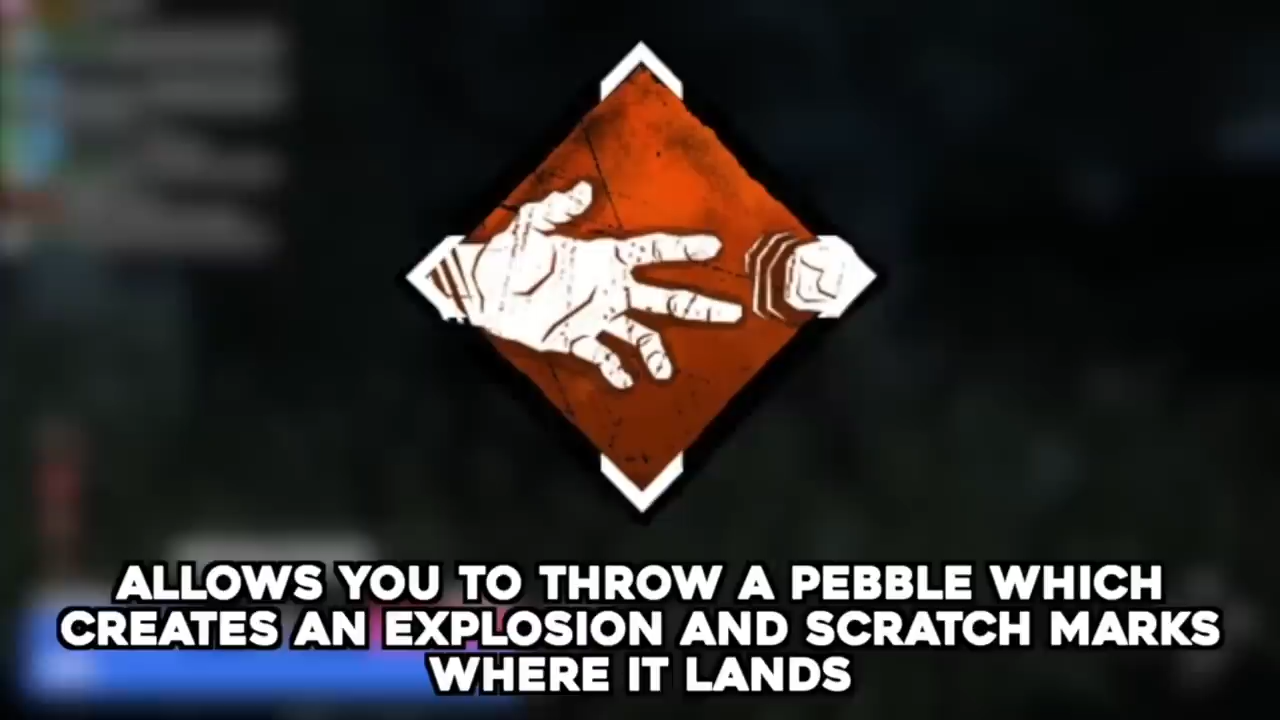 ALLOWS YOU TO THROW A PEBBLE WHICH
CREATES AN EXPLOSION AND SCRATCH MARKS
WHERE IT LANDS